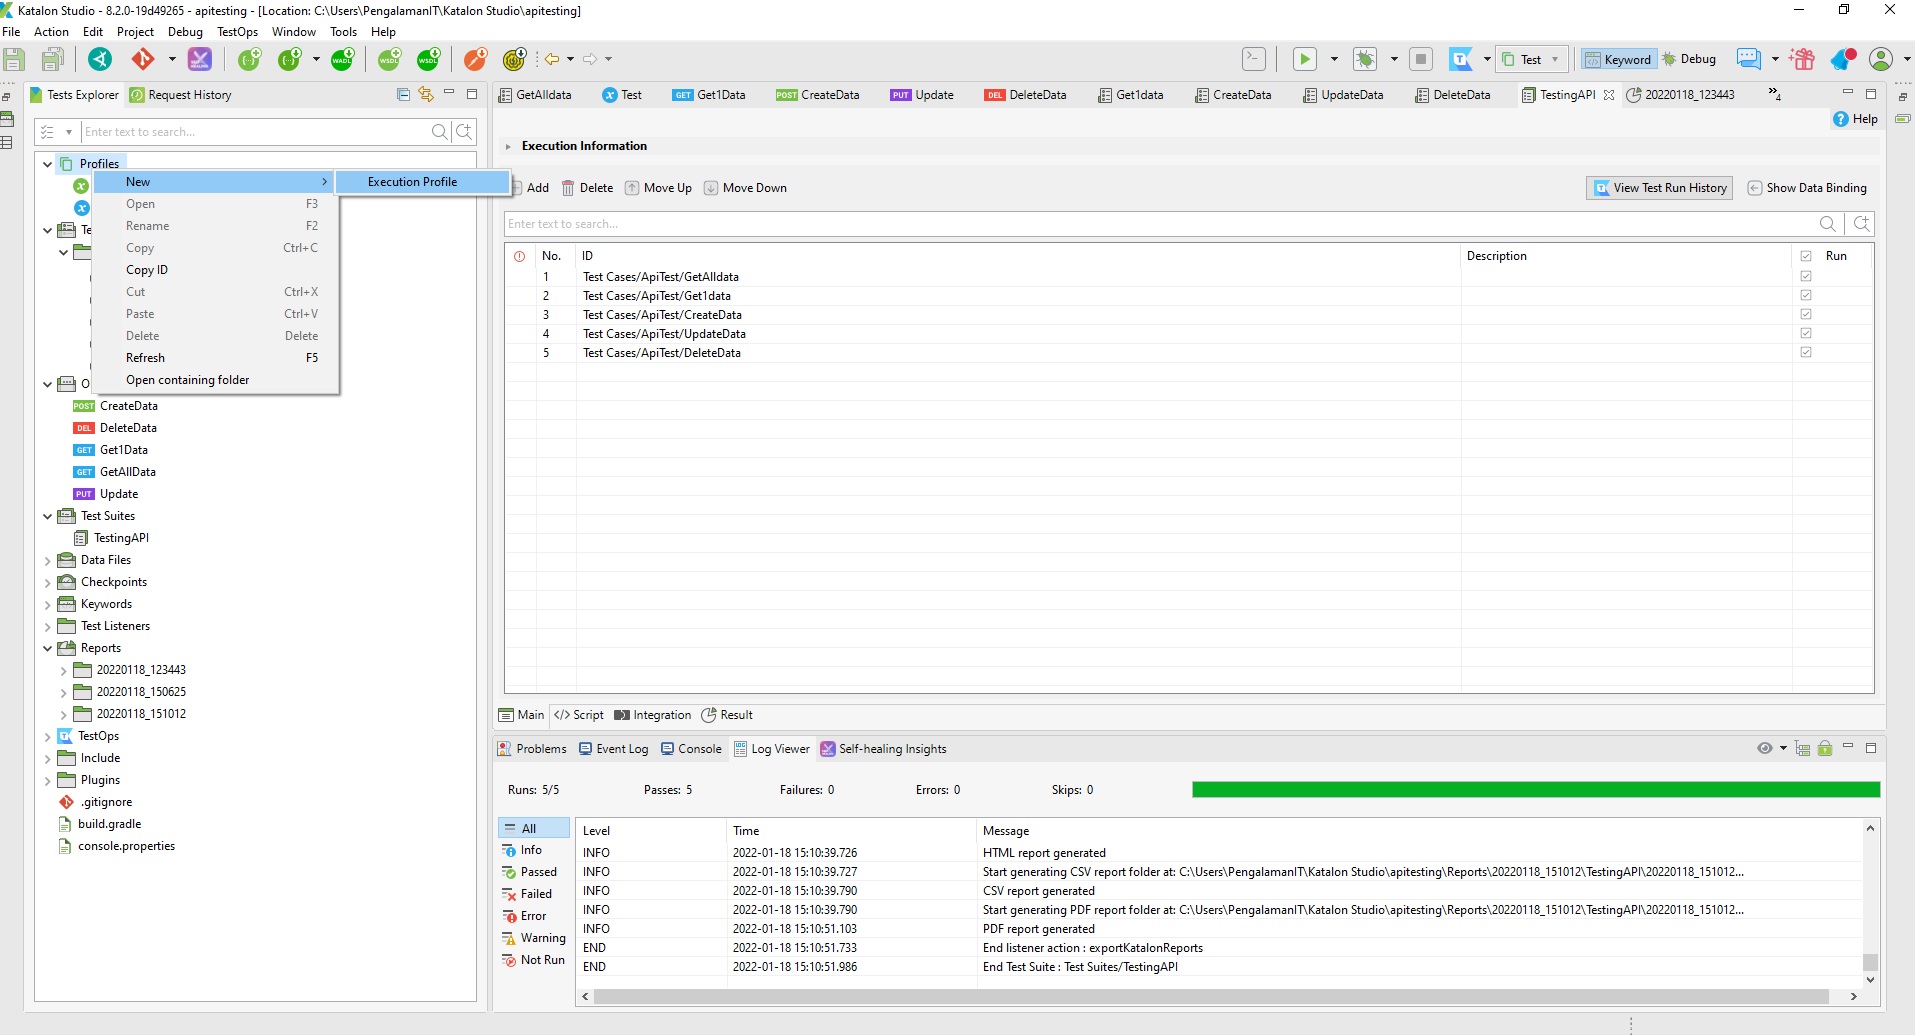 Katalon Studio - 8.2.0-19d49265 - apitesting - [Location: C:\Users\PengalamanIT\Katalon Studio\apitesting]
File Action Edit Project Debug TestOps Window Tools Help
WADL WSDL WSDL Test Keyword Debug
Tests Explorer Request History
GetAlldata Test GET Get1Data POST CreateData PUT Update DEL DeleteData Get1data CreateData UpdateData DeleteData TestingAPI 20220118_123443 4
Help
Enter text to search...
Profiles
New Execution Profile
Open F3
Rename F2
Copy Ctrl+C
Copy ID
Cut Ctrl+X
Paste Ctrl+V
Delete Delete
Refresh F5
Open containing folder
Te
O
POST CreateData
DEL DeleteData
GET Get1Data
GET GetAllData
PUT Update
Test Suites
TestingAPI
Data Files
Checkpoints
Keywords
Test Listeners
Reports
20220118_123443
20220118_150625
20220118_151012
TestOps
Include
Plugins
.gitignore
build.gradle
console.properties
Execution Information
Add Delete Move Up Move Down View Test Run History Show Data Binding
Enter text to search...
No. ID Description Run
1 Test Cases/ApiTest/GetAlldata
2 Test Cases/ApiTest/Get1data
3 Test Cases/ApiTest/CreateData
4 Test Cases/ApiTest/UpdateData
5 Test Cases/ApiTest/DeleteData
Main Script Integration Result
Problems Event Log Console Log Viewer Self-healing Insights
Runs: 5/5 Passes: 5 Failures: 0 Errors: 0 Skips: 0
All
Info
Passed
Failed
Error
Warning
Not Run
Level Time Message
INFO 2022-01-18 15:10:39.726 HTML report generated
INFO 2022-01-18 15:10:39.727 Start generating CSV report folder at: C:\Users\PengalamanIT\Katalon Studio\apitesting\Reports\20220118_151012\TestingAPI\20220118_151012...
INFO 2022-01-18 15:10:39.790 CSV report generated
INFO 2022-01-18 15:10:39.790 Start generating PDF report folder at: C:\Users\PengalamanIT\Katalon Studio\apitesting\Reports\20220118_151012\TestingAPI\20220118_151012...
INFO 2022-01-18 15:10:51.103 PDF report generated
END 2022-01-18 15:10:51.733 End listener action : exportKatalonReports
END 2022-01-18 15:10:51.986 End Test Suite : Test Suites/TestingAPI